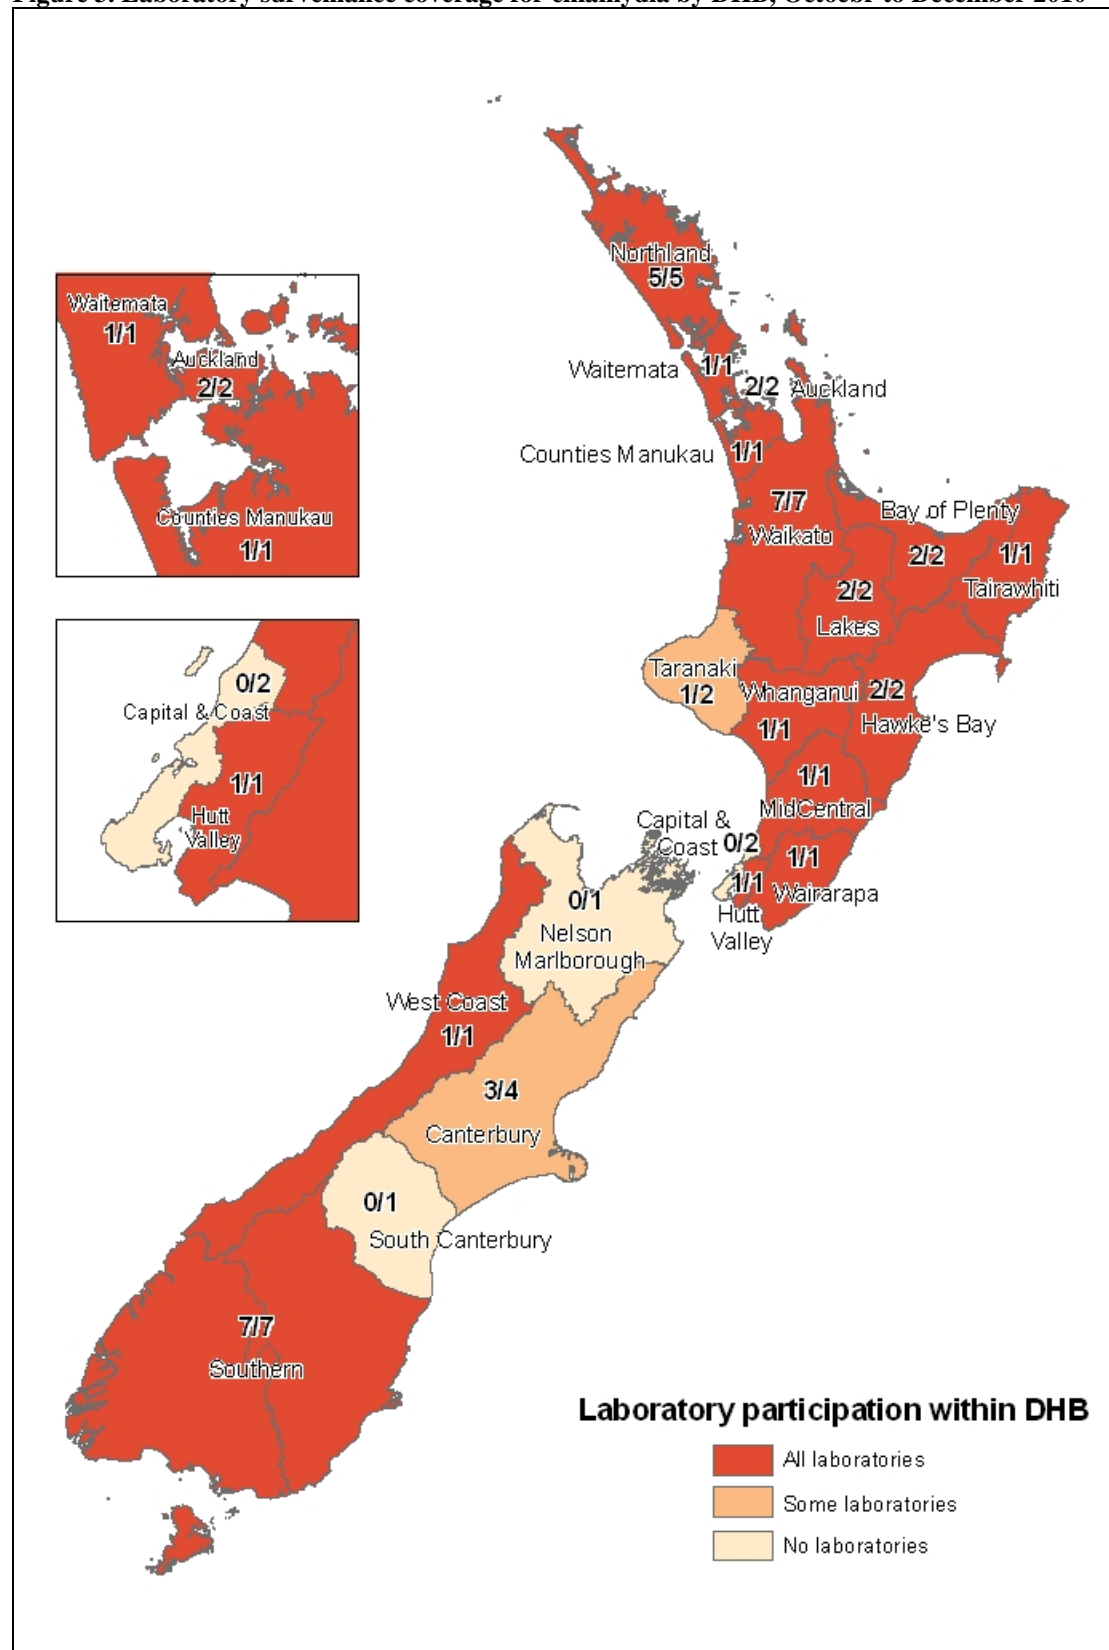 Figure 3. Laboratory surveillance coverage for chlamydia by DHB, Octoebr to December 2010
Northland
5/5
Waitemata
1/1
2/2
Auckland
Counties Manukau
1/1
7/7
Waikato
Bay of Plenty
2/2
1/1
Tairawhiti
2/2
Lakes
Taranaki
1/2
Whanganui
1/1
2/2
Hawke's Bay
1/1
MidCentral
Capital &
Coast
0/2
1/1
Wairarapa
1/1
Hutt
Valley
Waitemata
1/1
Auckland
2/2
Counties Manukau
1/1
0/2
Capital & Coast
1/1
Hutt
Valley
0/1
Nelson
Marlborough
West Coast
1/1
3/4
Canterbury
0/1
South Canterbury
7/7
Southern
Laboratory participation within DHB
All laboratories
Some laboratories
No laboratories